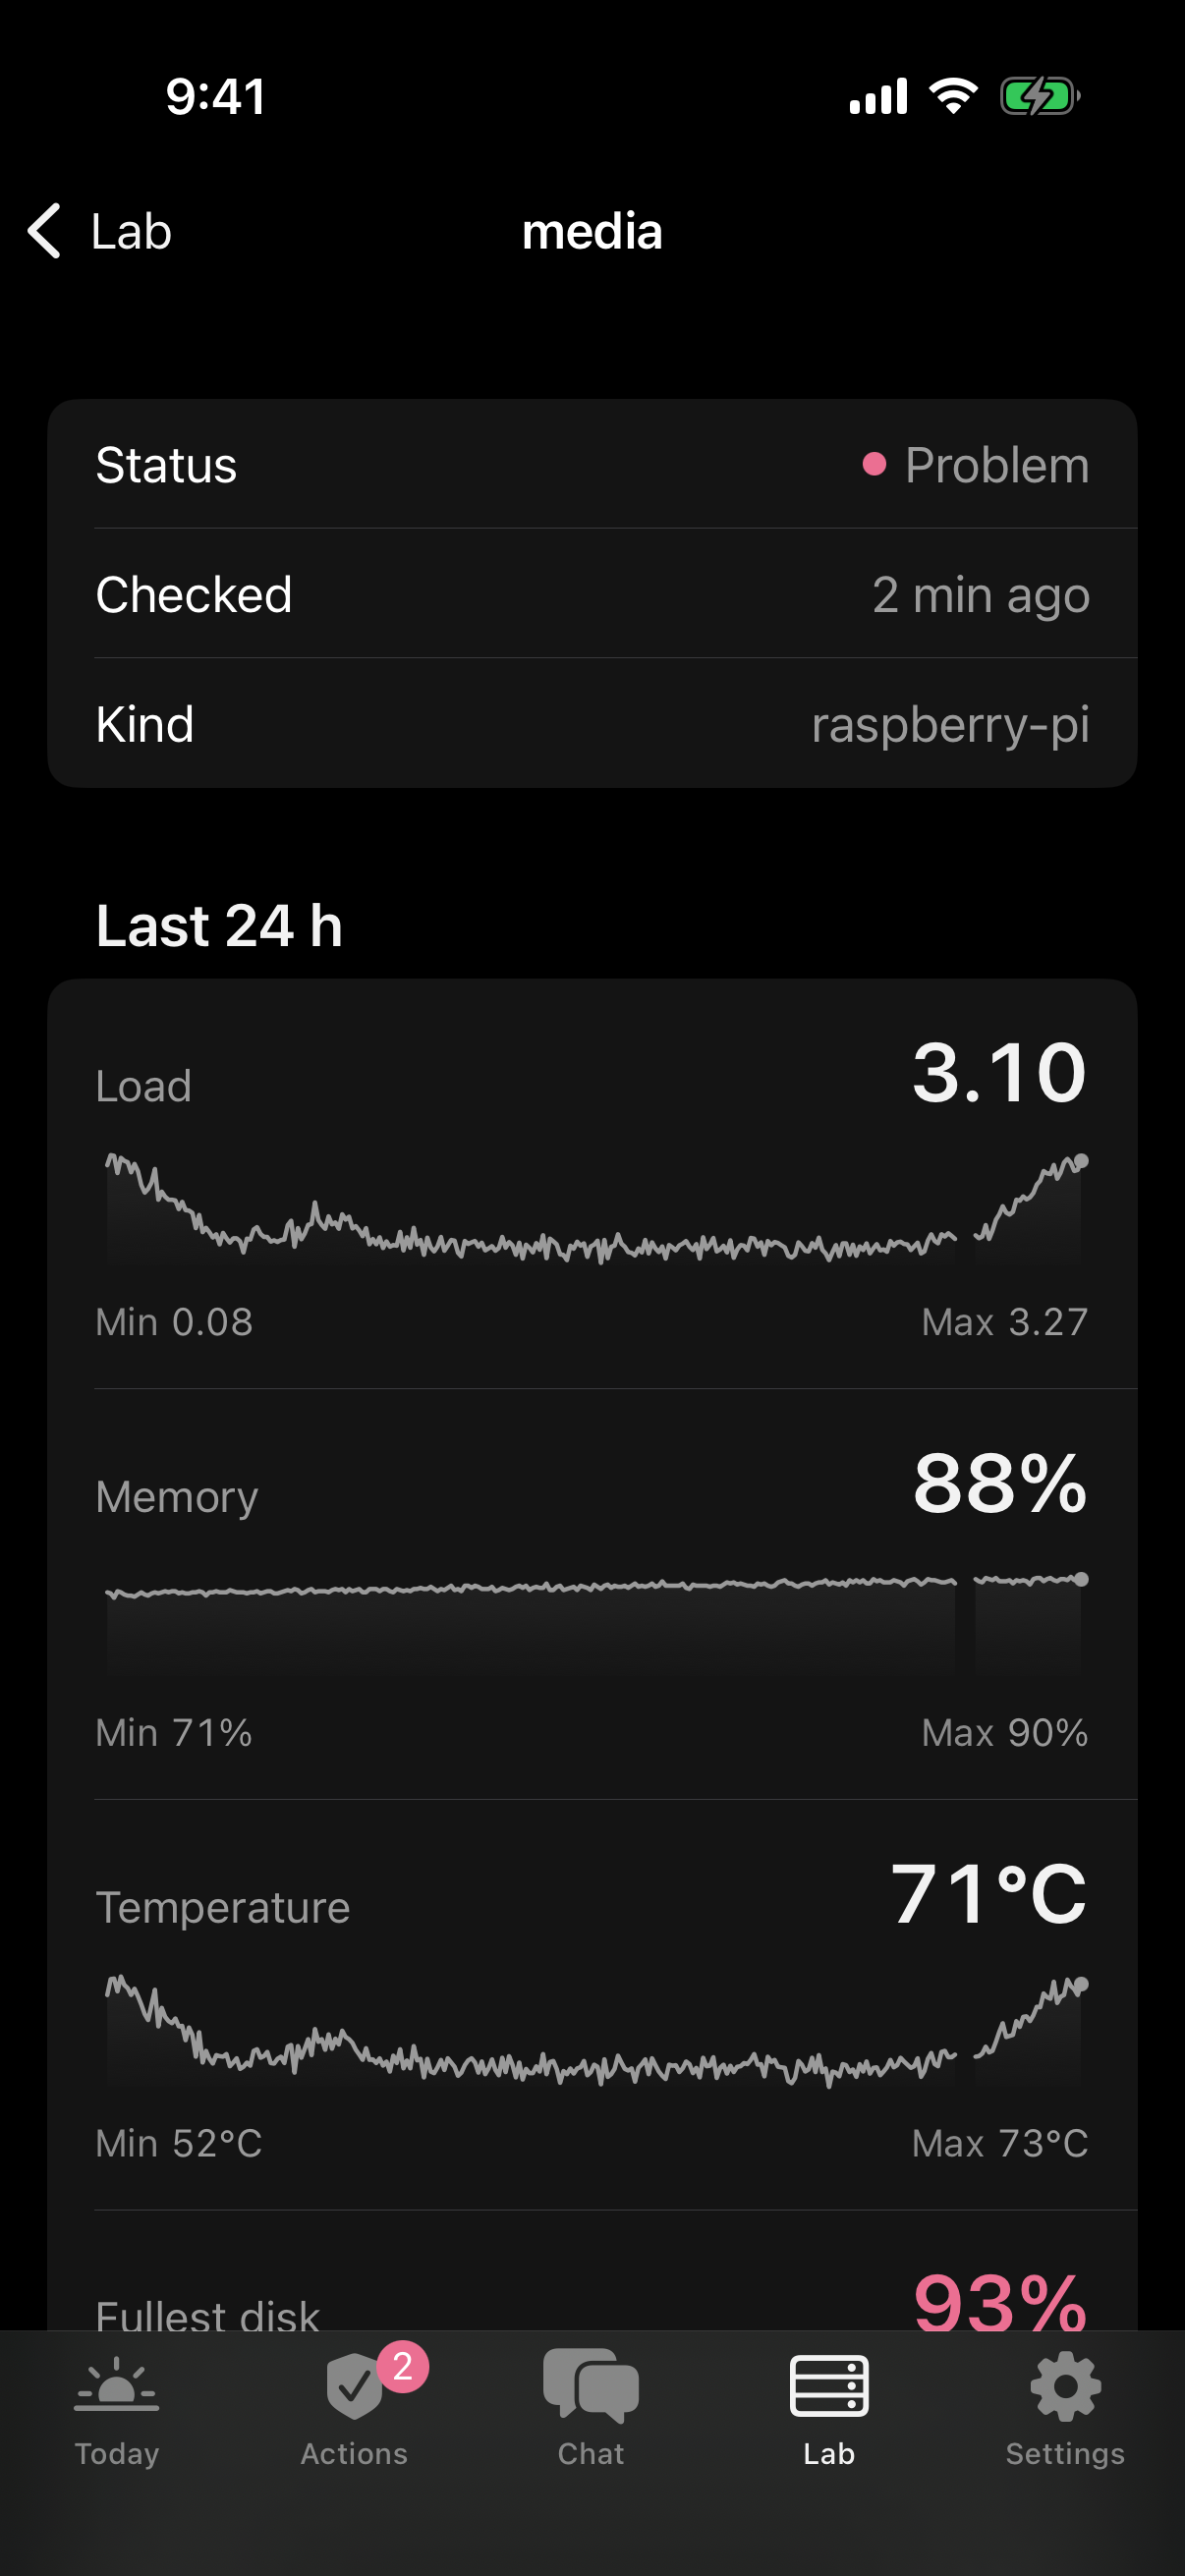 9:41
Lab media
Status Problem
Checked 2 min ago
Kind raspberry-pi
Last 24 h
Load 3.10
Min 0.08 Max 3.27
Memory 88%
Min 71% Max 90%
Temperature 71°C
Min 52°C Max 73°C
Fullest disk 93%
2
Today Actions Chat Lab Settings